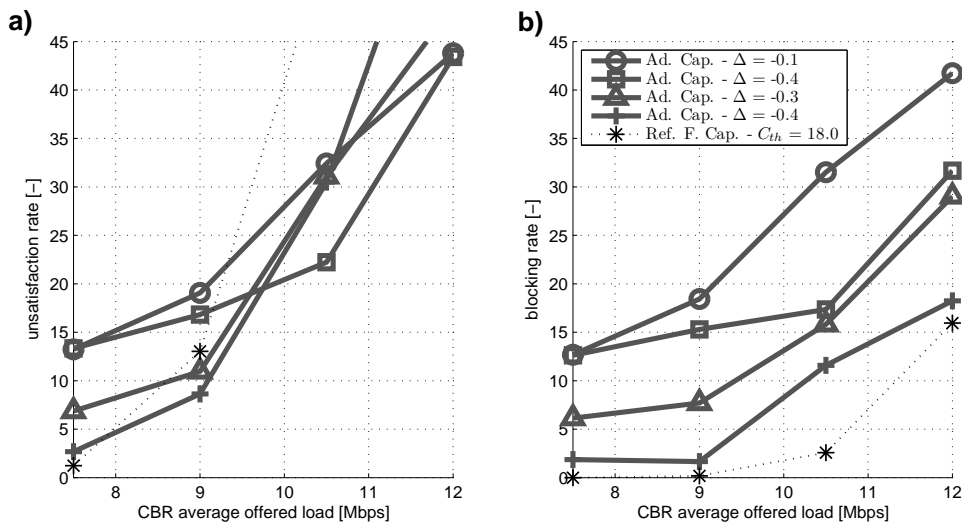 a)
45
40
35
30
25
20
15
10
5
0
unsatisfaction rate [−]
8
9
10
11
12
CBR average offered load [Mbps]
b)
45
40
35
30
25
20
15
10
5
0
blocking rate [−]
Ad. Cap. - Δ = -0.1
Ad. Cap. - Δ = -0.4
Ad. Cap. - Δ = -0.3
Ad. Cap. - Δ = -0.4
Ref. F. Cap. - C_th = 18.0
8
9
10
11
12
CBR average offered load [Mbps]